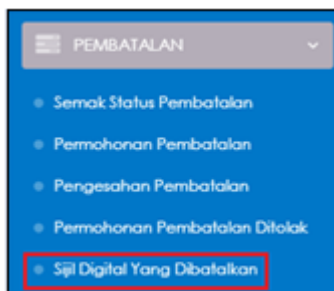 PEMBATALAN
Semak Status Pembatalan
Permohonan Pembatalan
Pengesahan Pembatalan
Permohonan Pembatalan Ditolak
Sijil Digital Yang Dibatalkan